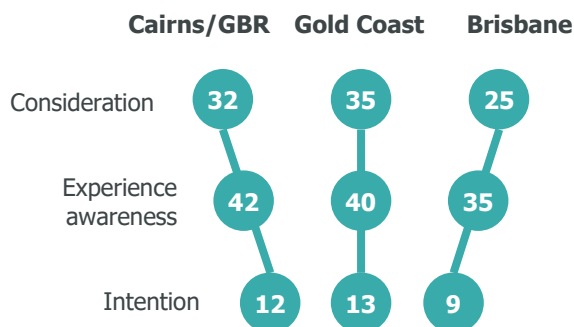 Cairns/GBR Gold Coast Brisbane
Consideration 32 35 25
Experience
awareness 42 40 35
Intention 12 13 9